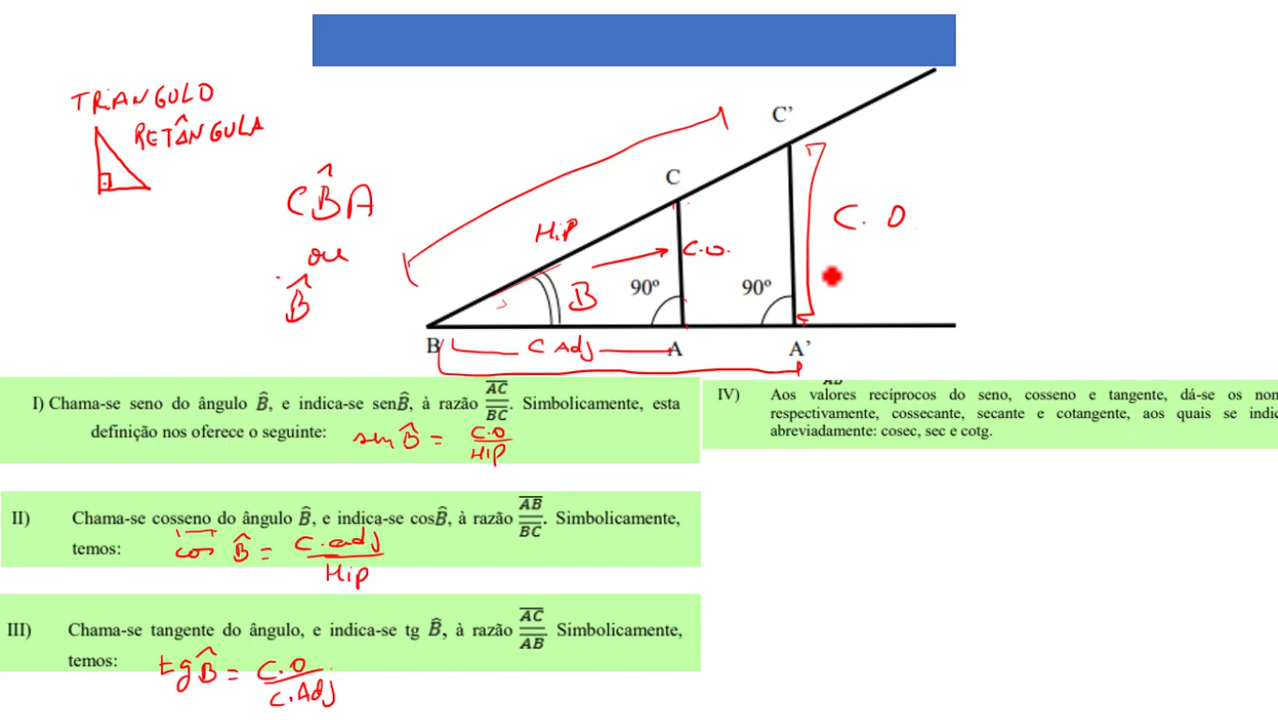 TRIANGULO
RETÂNGULA
CB̂A
ou
B̂
C'
C
Hip
C.O.
C. O
B
90º
90º
B
C Adj
A
A'
I) Chama-se seno do ângulo B̂, e indica-se senB̂, à razão AC/BC. Simbolicamente, esta
definição nos oferece o seguinte:
sen B̂ = C.O/Hip
II) Chama-se cosseno do ângulo B̂, e indica-se cosB̂, à razão AB/BC. Simbolicamente,
temos:
cos B̂ = C.adj/Hip
III) Chama-se tangente do ângulo, e indica-se tg B̂, à razão AC/AB Simbolicamente,
temos:
tg B̂ = C.O/C.Adj
IV) Aos valores recíprocos do seno, cosseno e tangente, dá-se os non
respectivamente, cossecante, secante e cotangente, aos quais se indic
abreviadamente: cosec, sec e cotg.